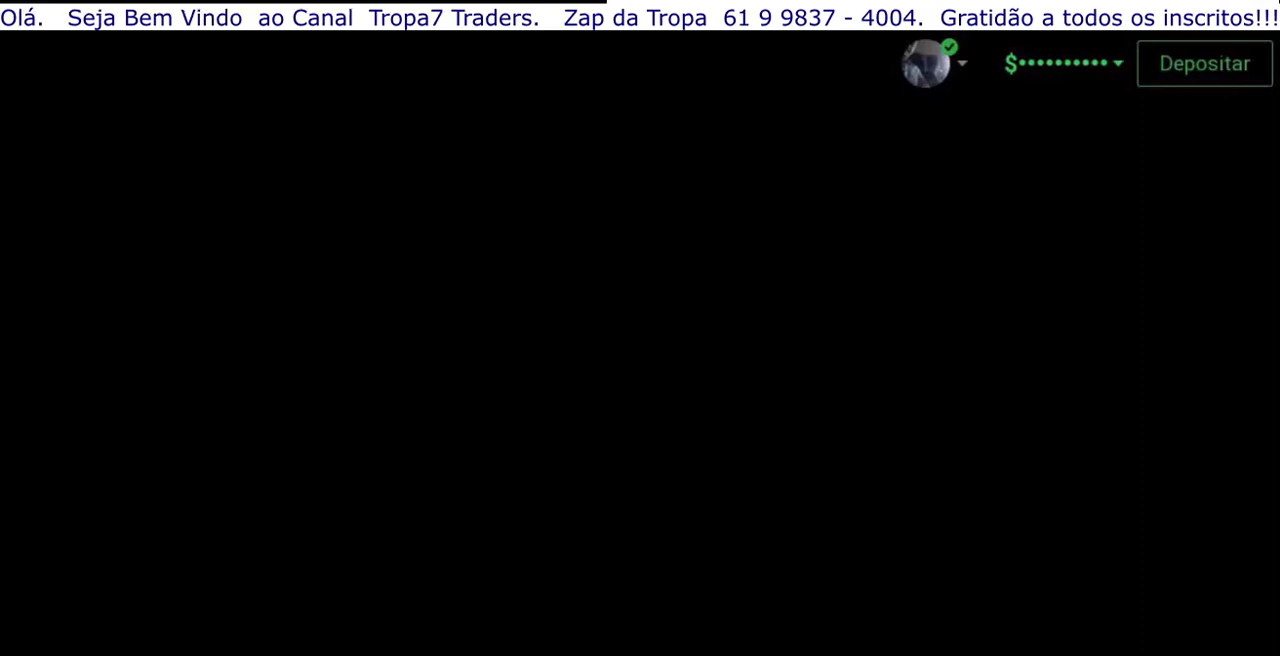 Olá. Seja Bem Vindo ao Canal Tropa7 Traders. Zap da Tropa 61 9 9837 - 4004. Gratidão a todos os inscritos!!!
$•••••••••• Depositar